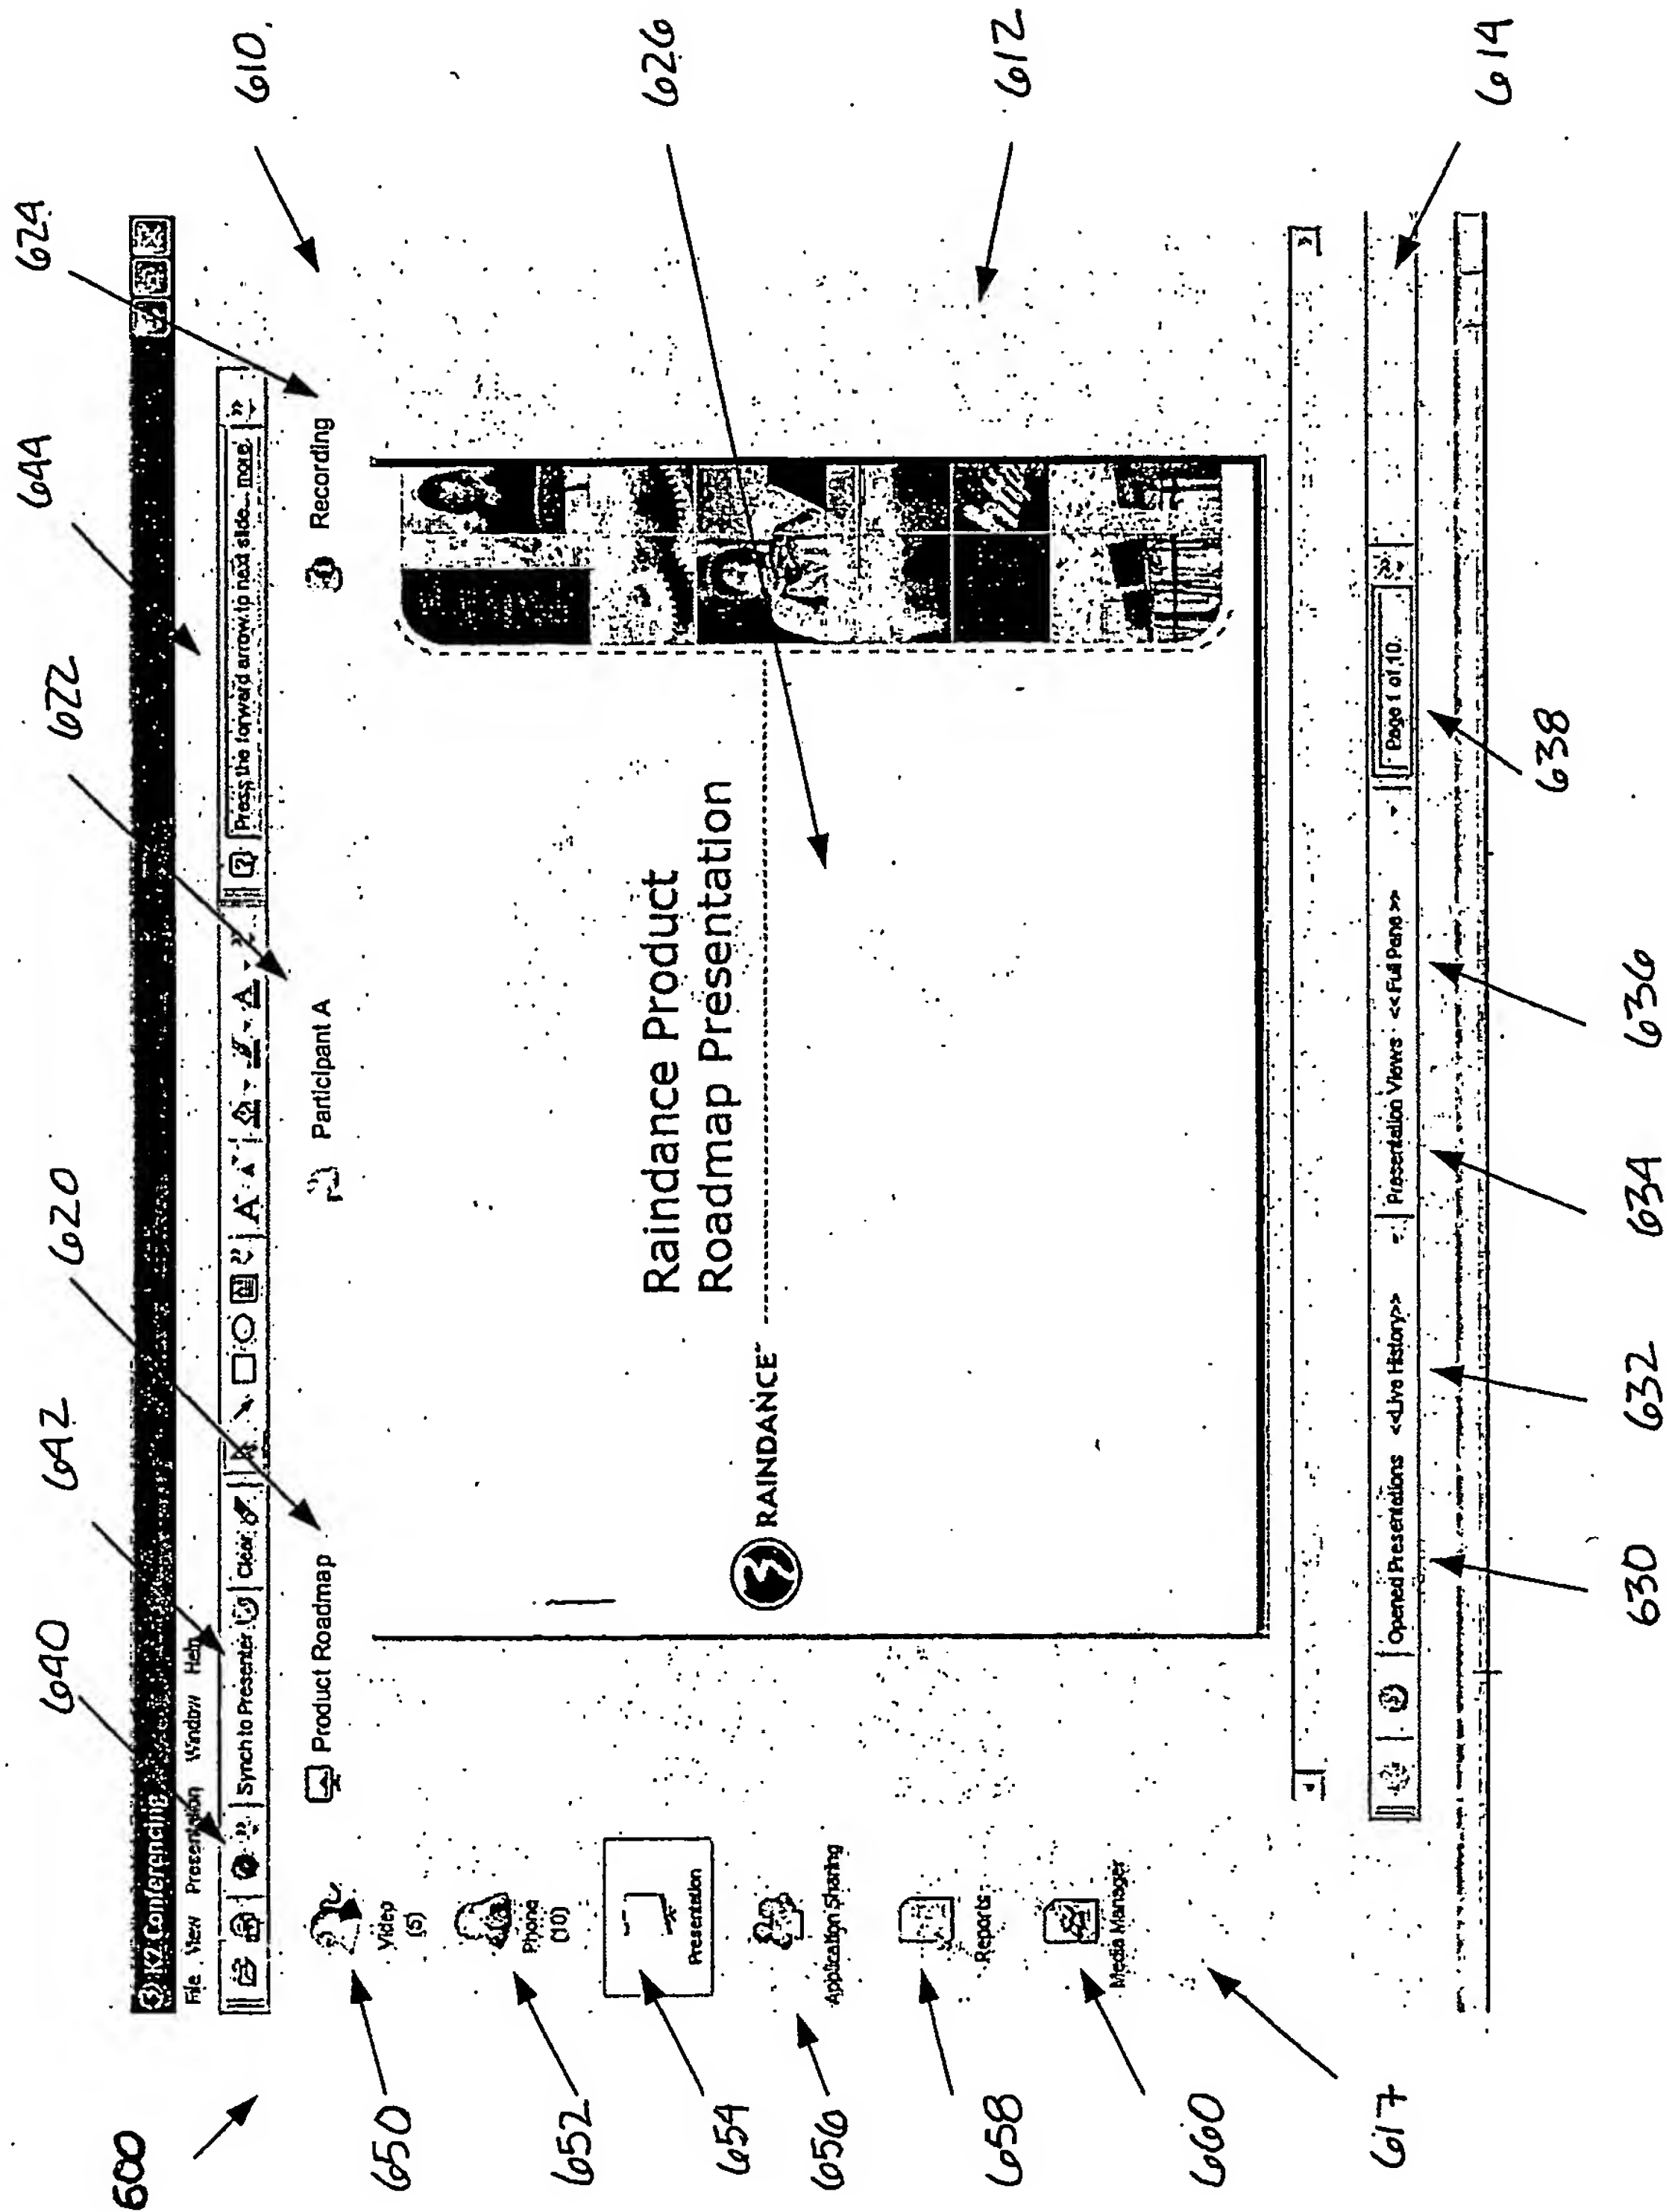 600
640
642
620
622
644
624
K2 Conferencing
File View Presentation Window Help
Synch to Presenter Clear
Press the forward arrow to next slide... more
610
Product Roadmap
Participant A
Recording
650
Video
(5)
652
Phone
(10)
654
Presentation
656
Application Sharing
658
Reports
660
Media Manager
617
Raindance Product
Roadmap Presentation
RAINDANCE
626
612
Opened Presentations <<Live History>> Presentation Views <<Full Pane>> Page 1 of 10
614
630
632
634
636
638